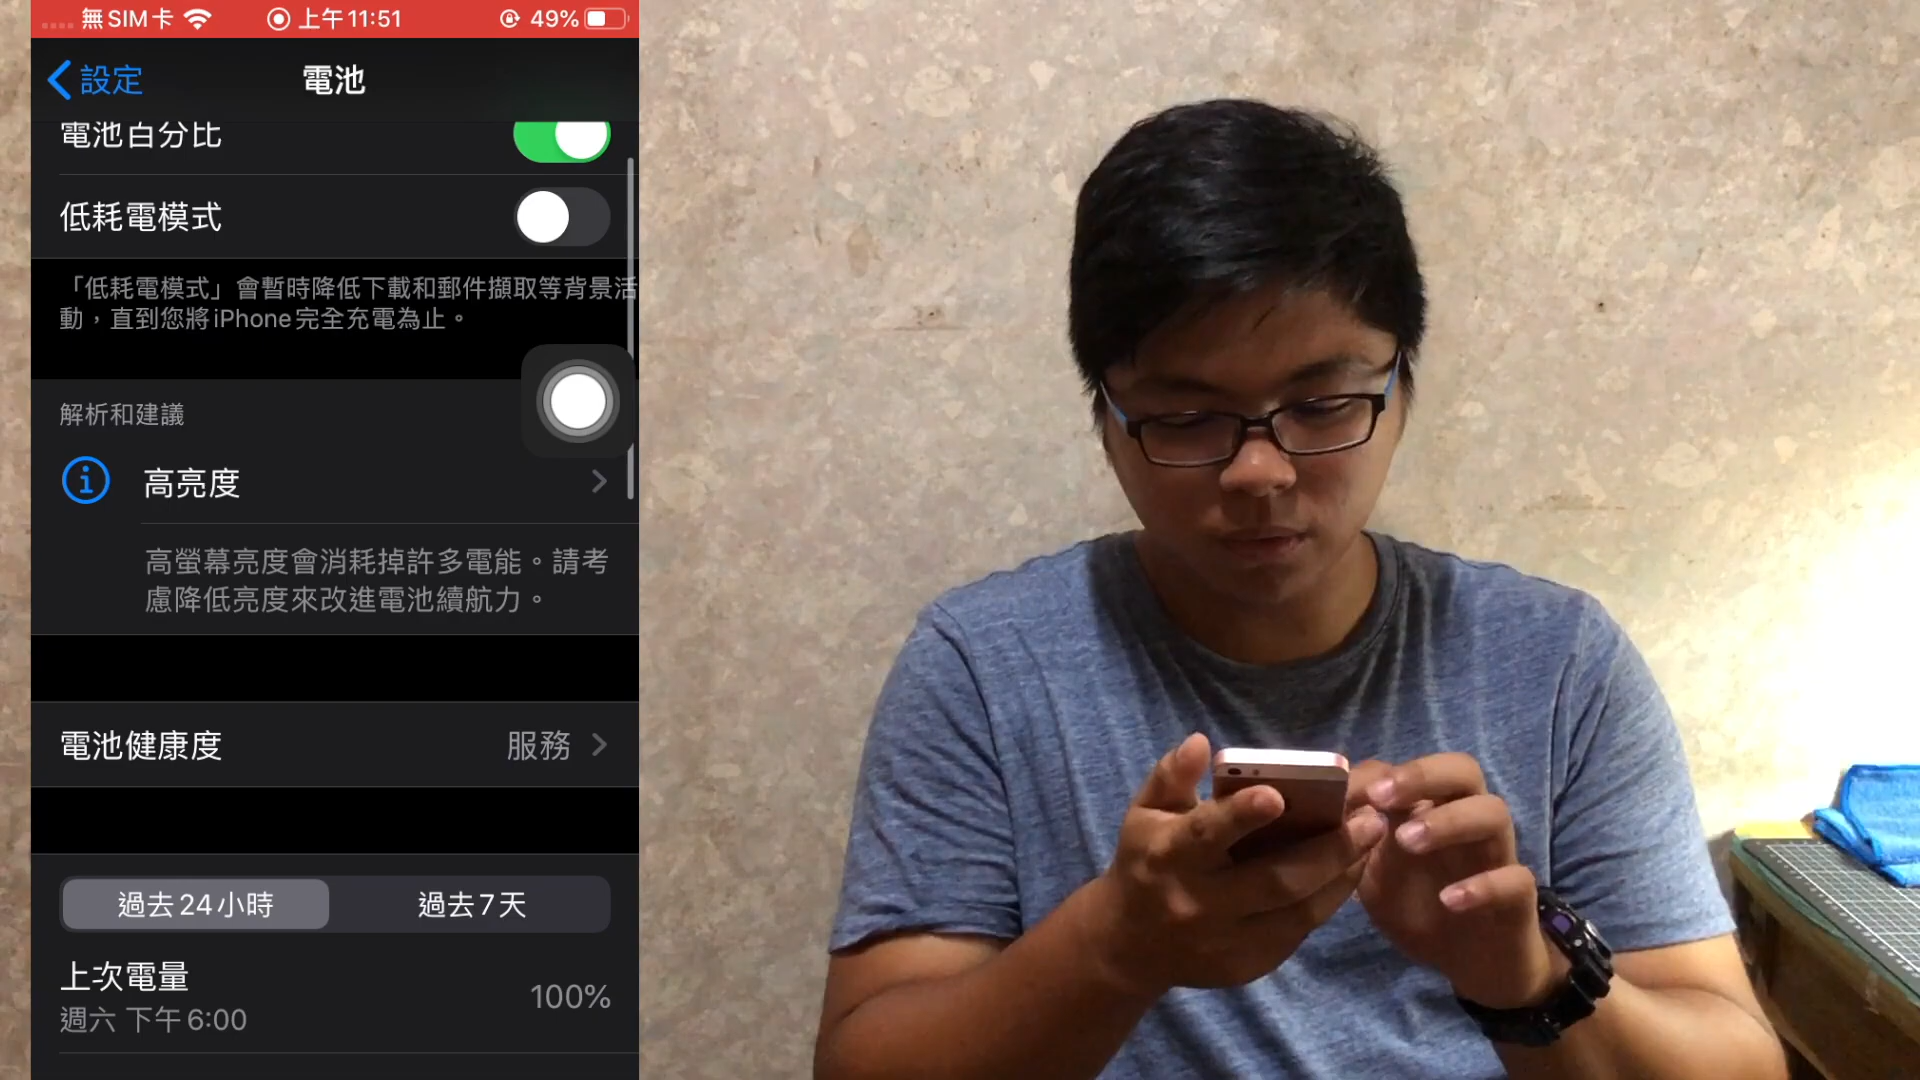 無SIM卡 上午11:51 49%
設定 電池
電池百分比
低耗電模式
「低耗電模式」會暫時降低下載和郵件擷取等背景活
動，直到您將iPhone完全充電為止。
解析和建議
高亮度
高螢幕亮度會消耗掉許多電能。請考
慮降低亮度來改進電池續航力。
電池健康度 服務
過去24小時 過去7天
上次電量
100%
週六 下午6:00